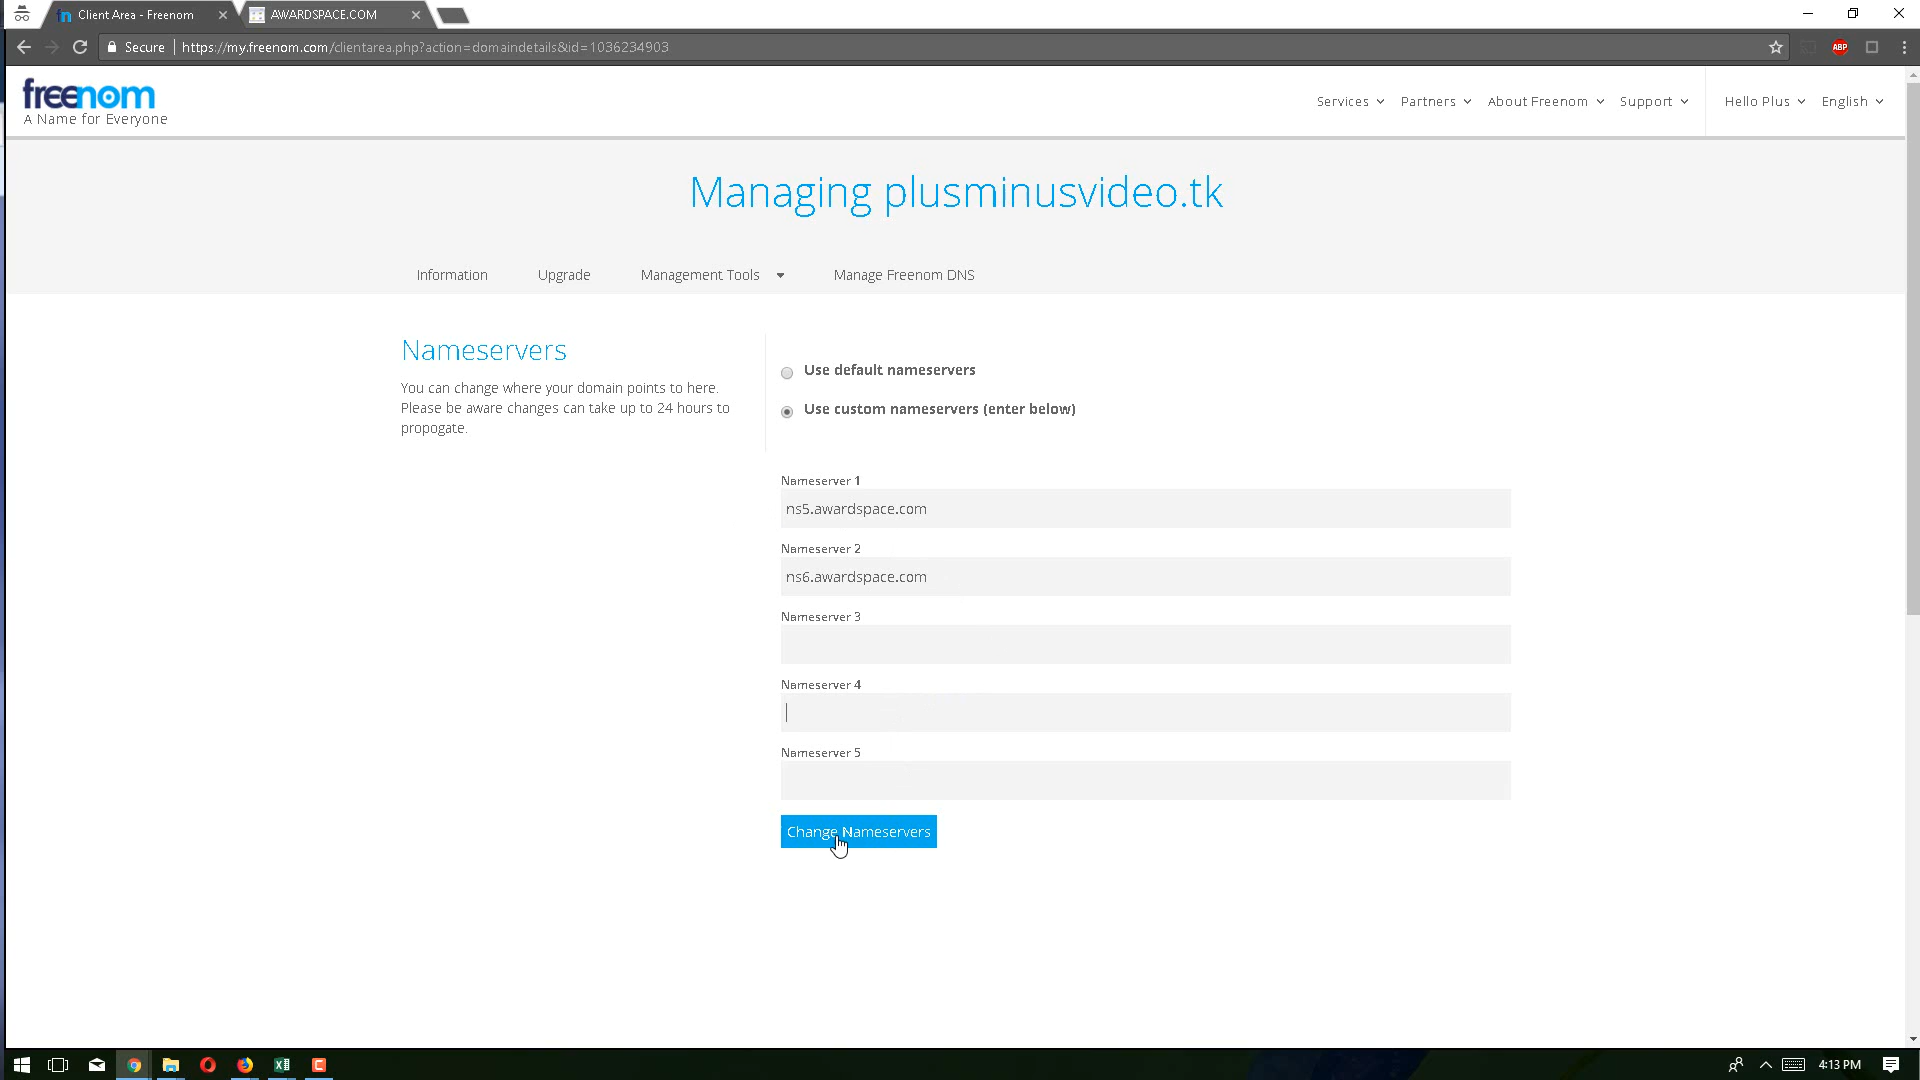 Client Area - Freenom
AWARDSPACE.COM
Secure
https://my.freenom.com/clientarea.php?action=domaindetails&id=1036234903
ABP
freenom
A Name for Everyone
Services
Partners
About Freenom
Support
Hello Plus
English
Managing plusminusvideo.tk
Information
Upgrade
Management Tools
Manage Freenom DNS
Nameservers
You can change where your domain points to here.
Please be aware changes can take up to 24 hours to
propogate.
Use default nameservers
Use custom nameservers (enter below)
Nameserver 1
ns5.awardspace.com
Nameserver 2
ns6.awardspace.com
Nameserver 3
Nameserver 4
Nameserver 5
Change Nameservers
4:13 PM